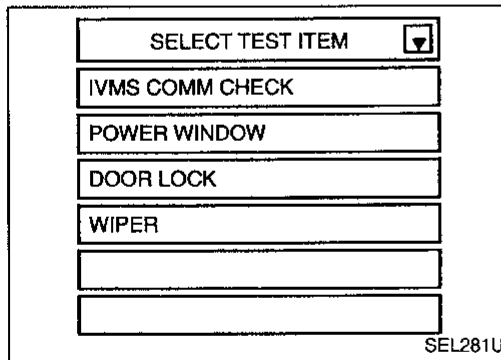 SELECT TEST ITEM
IVMS COMM CHECK
POWER WINDOW
DOOR LOCK
WIPER
SEL281U